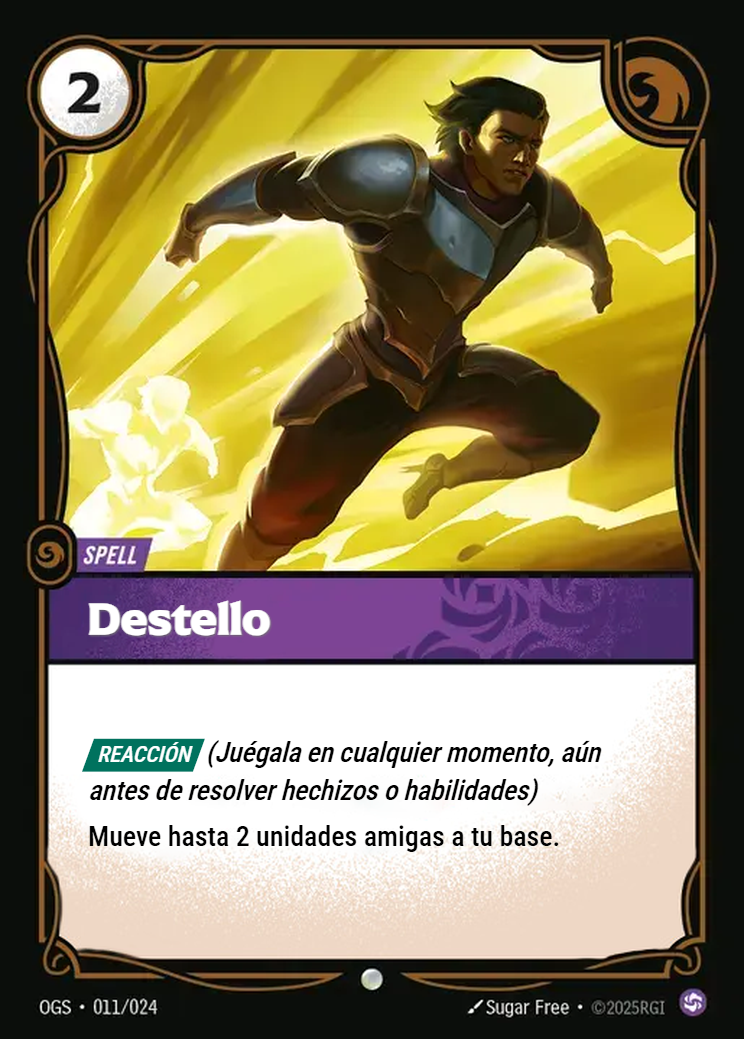 2
SPELL
Destello
REACCIÓN (Juégala en cualquier momento, aún
antes de resolver hechizos o habilidades)
Mueve hasta 2 unidades amigas a tu base.
OGS • 011/024
Sugar Free • ©2025RGI